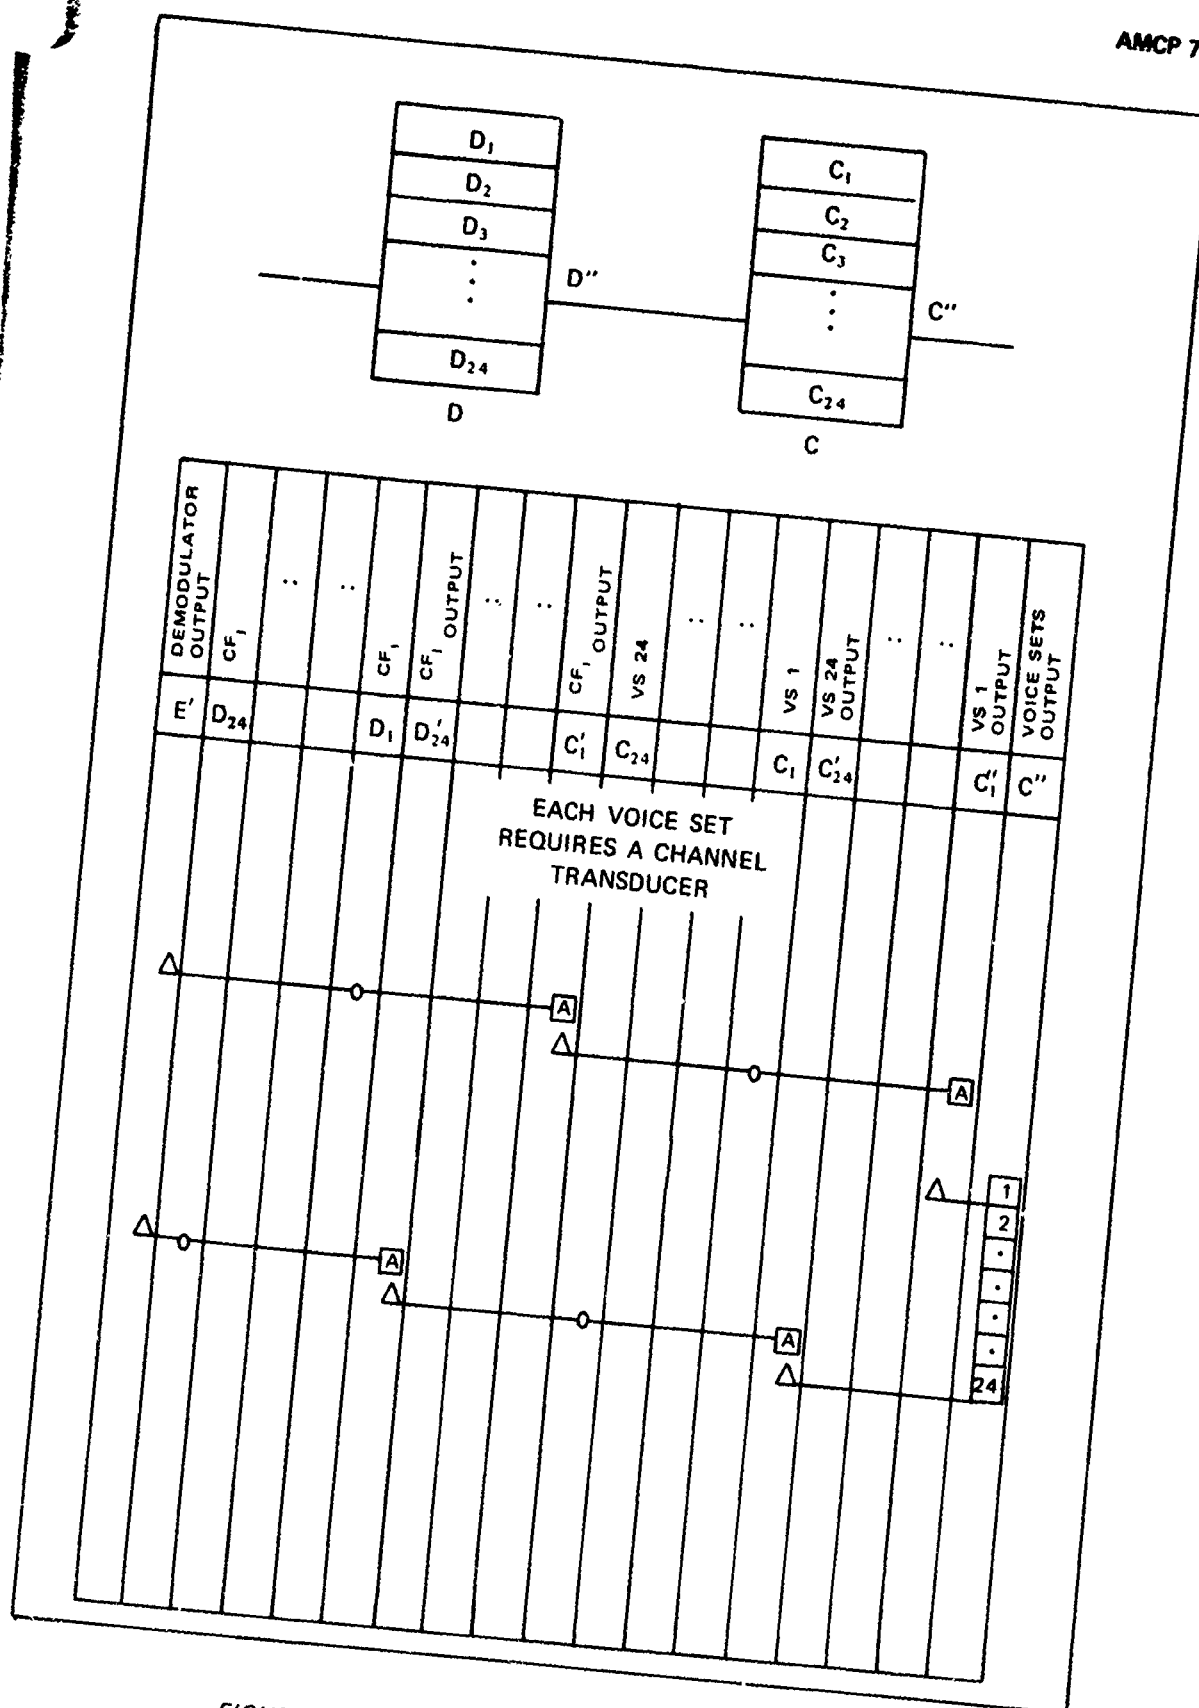 AMCP 7
D₁
D₂
D₃
D₂₄
D
D''
C₁
C₂
C₃
C₂₄
C
C''
DEMODULATOR
OUTPUT
CF₁
..
..
CF₁
CF₁ OUTPUT
..
..
CF₁ OUTPUT
VS 24
..
..
VS 1
VS 24
OUTPUT
..
..
VS 1
OUTPUT
VOICE SETS
OUTPUT
E' D₂₄ D₁ D'₂₄ C'₁ C₂₄ C₁ C'₂₄ C''₁ C''
EACH VOICE SET
REQUIRES A CHANNEL
TRANSDUCER
A
A
1
2
A
A
24